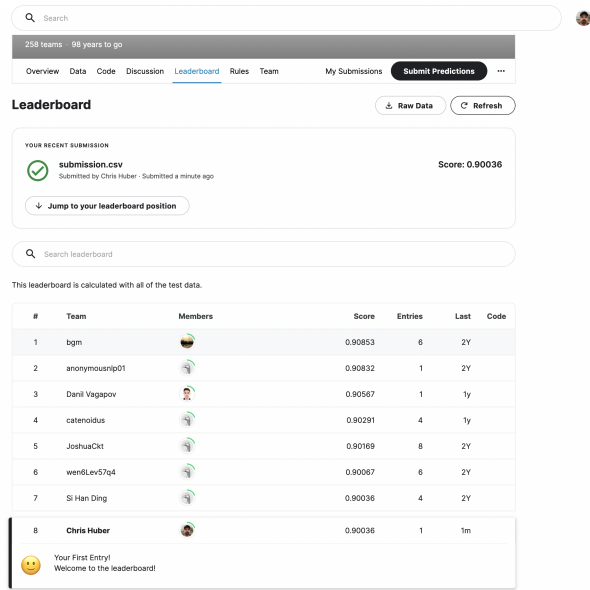 Search
258 teams · 98 years to go
Overview Data Code Discussion Leaderboard Rules Team My Submissions Submit Predictions ...
Leaderboard Raw Data Refresh
YOUR RECENT SUBMISSION
submission.csv Score: 0.90036
Submitted by Chris Huber · Submitted a minute ago
Jump to your leaderboard position
Search leaderboard
This leaderboard is calculated with all of the test data.
# Team Members Score Entries Last Code
1 bgm 0.90853 6 2Y
2 anonymousnlp01 0.90832 1 2Y
3 Danil Vagapov 0.90567 1 1y
4 catenoidus 0.90291 4 1y
5 JoshuaCkt 0.90169 8 2Y
6 wen6Lev57q4 0.90067 6 2Y
7 Si Han Ding 0.90036 4 2Y
8 Chris Huber 0.90036 1 1m
Your First Entry!
Welcome to the leaderboard!